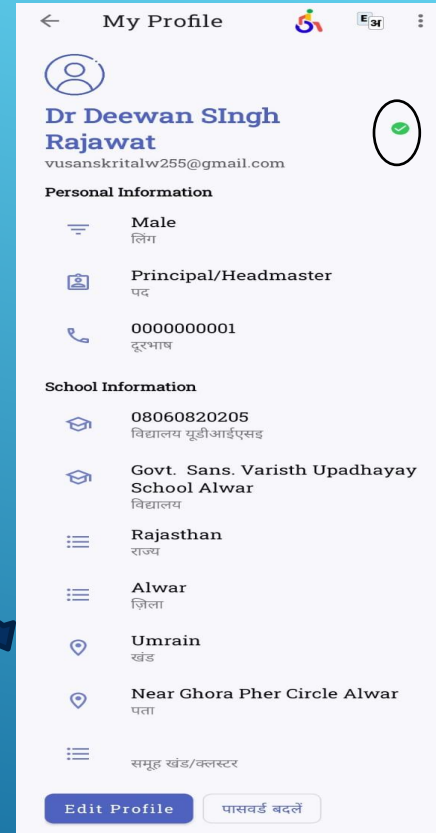 My Profile
E अ
Dr Deewan SIngh
Rajawat
vusanskritalw255@gmail.com
Personal Information
Male
लिंग
Principal/Headmaster
पद
0000000001
दूरभाष
School Information
08060820205
विद्यालय यूडीआईएसइ
Govt. Sans. Varisth Upadhayay
School Alwar
विद्यालय
Rajasthan
राज्य
Alwar
ज़िला
Umrain
खंड
Near Ghora Pher Circle Alwar
पता
समूह खंड/क्लस्टर
Edit Profile
पासवर्ड बदलें